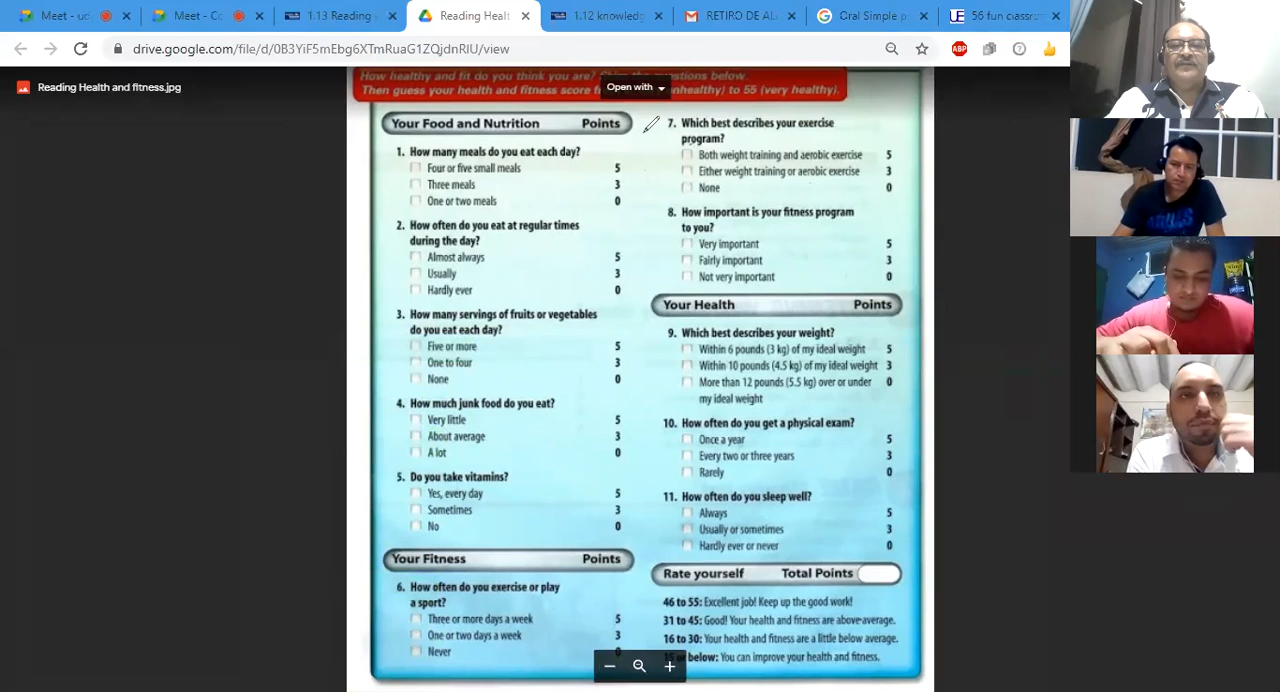 Meet - ud
Meet - Co
1.13 Reading
Reading Healt
1.12 knowledg
RETIRO DE AL
Oral Simple p
56 fun classro
drive.google.com/file/d/0B3YiF5mEbg6XTmRuaG1ZQjdnRlU/view
ABP
Reading Health and fitness.jpg
Open with
How healthy and fit do you think you are? the questions below.
Then guess your health and fitness score (unhealthy) to 55 (very healthy).
Your Food and Nutrition Points
1. How many meals do you eat each day?
Four or five small meals 5
Three meals 3
One or two meals 0
2. How often do you eat at regular times
during the day?
Almost always 5
Usually 3
Hardly ever 0
3. How many servings of fruits or vegetables
do you eat each day?
Five or more 5
One to four 3
None 0
4. How much junk food do you eat?
Very little 5
About average 3
A lot 0
5. Do you take vitamins?
Yes, every day 5
Sometimes 3
No 0
Your Fitness Points
6. How often do you exercise or play
a sport?
Three or more days a week 5
One or two days a week 3
Never 0
7. Which best describes your exercise
program?
Both weight training and aerobic exercise 5
Either weight training or aerobic exercise 3
None 0
8. How important is your fitness program
to you?
Very important 5
Fairly important 3
Not very important 0
Your Health Points
9. Which best describes your weight?
Within 6 pounds (3 kg) of my ideal weight 5
Within 10 pounds (4.5 kg) of my ideal weight 3
More than 12 pounds (5.5 kg) over or under 0
my ideal weight
10. How often do you get a physical exam?
Once a year 5
Every two or three years 3
Rarely 0
11. How often do you sleep well?
Always 5
Usually or sometimes 3
Hardly ever or never 0
Rate yourself Total Points
46 to 55: Excellent job! Keep up the good work!
31 to 45: Good! Your health and fitness are above average.
16 to 30: Your health and fitness are a little below average.
below: You can improve your health and fitness.